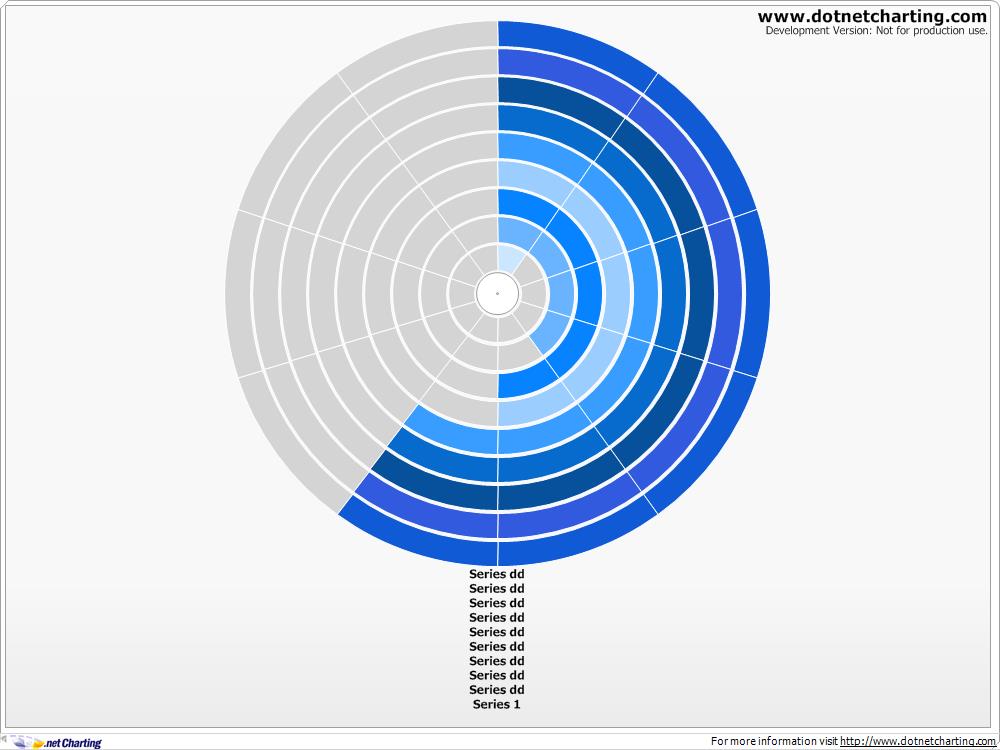 www.dotnetcharting.com
Development Version: Not for production use.
Series dd
Series dd
Series dd
Series dd
Series dd
Series dd
Series dd
Series dd
Series dd
Series 1
.net Charting
For more information visit http://www.dotnetcharting.com